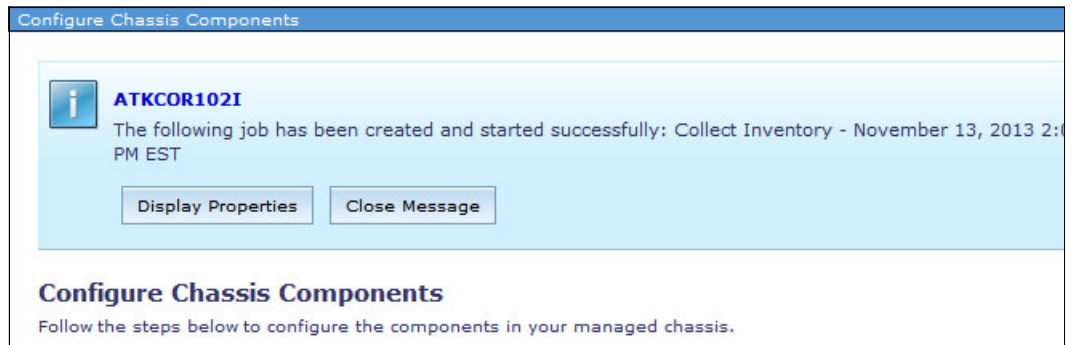 Configure Chassis Components
ATKCOR102I
The following job has been created and started successfully: Collect Inventory - November 13, 2013
PM EST
Display Properties
Close Message
Configure Chassis Components
Follow the steps below to configure the components in your managed chassis.